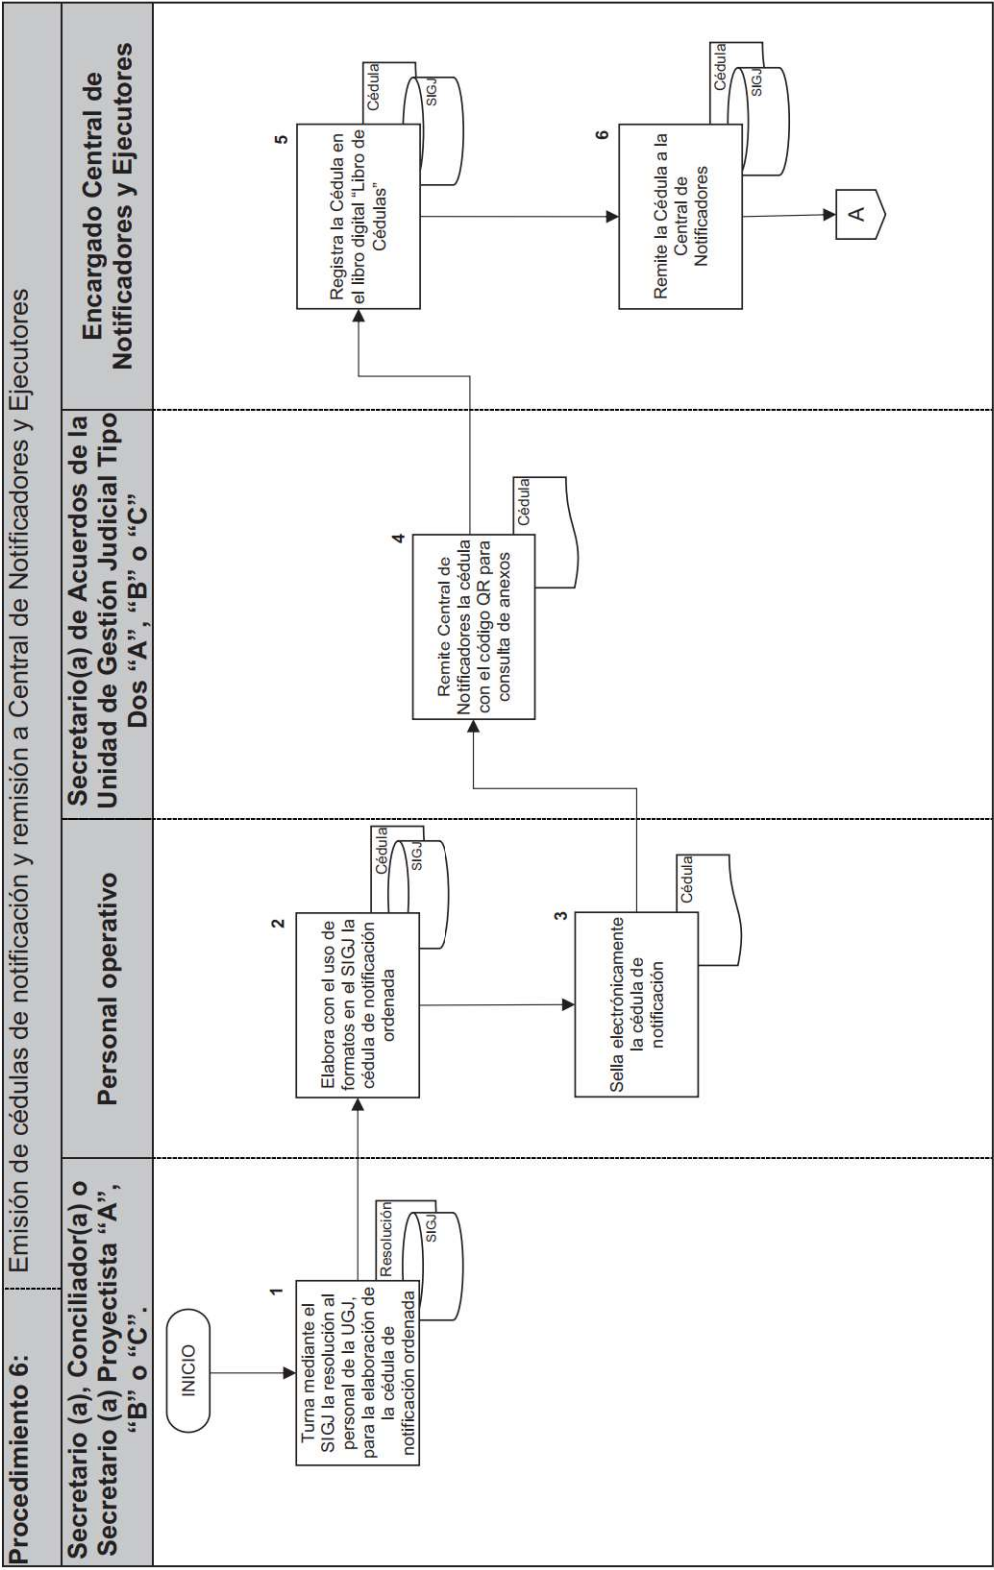 Procedimiento 6:
Emisión de cédulas de notificación y remisión a Central de Notificadores y Ejecutores
Secretario (a), Conciliador(a) o
Secretario (a) Proyectista “A”,
“B” o “C”.
Personal operativo
Secretario(a) de Acuerdos de la
Unidad de Gestión Judicial Tipo
Dos “A”, “B” o “C”
Encargado Central de
Notificadores y Ejecutores
INICIO
1
Turna mediante el
SIGJ la resolución al
personal de la UGJ,
para la elaboración de
la cédula de
notificación ordenada
Resolución
SIGJ
2
Elabora con el uso de
formatos en el SIGJ la
cédula de notificación
ordenada
Cédula
SIGJ
3
Sella electrónicamente
la cédula de
notificación
Cédula
4
Remite Central de
Notificadores la cédula
con el código QR para
consulta de anexos
Cédula
5
Registra la Cédula en
el libro digital “Libro de
Cédulas”
Cédula
SIGJ
6
Remite la Cédula a la
Central de
Notificadores
Cédula
SIGJ
A